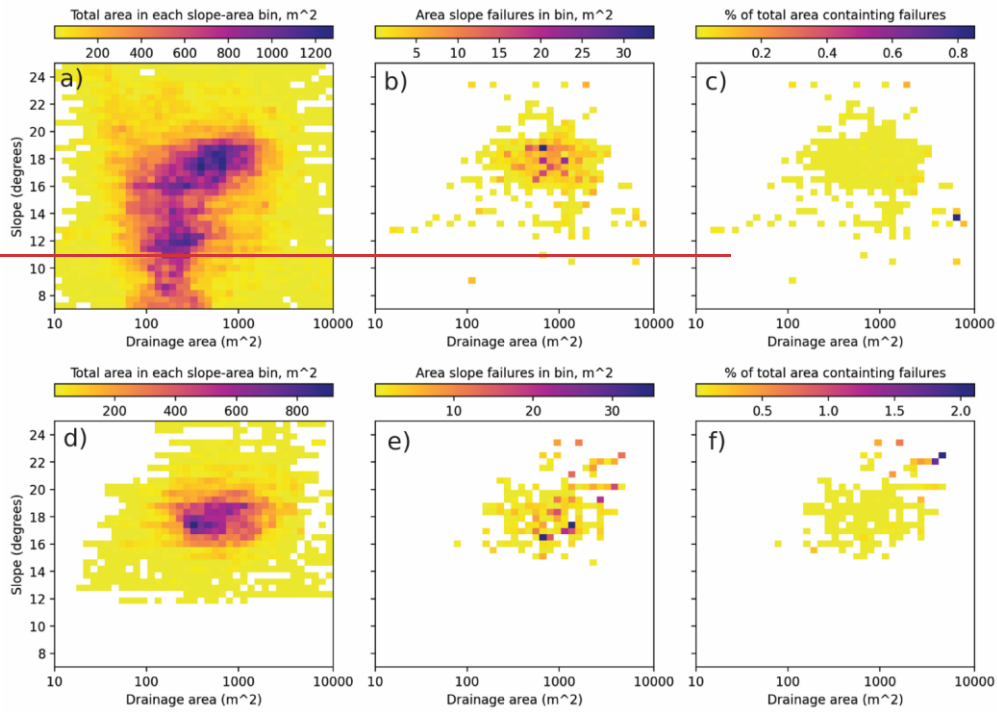 Total area in each slope-area bin, m^2
Area slope failures in bin, m^2
% of total area containting failures
200 400 600 800 1000 1200
5 10 15 20 25 30
0.2 0.4 0.6 0.8
a)
b)
c)
24
22
20
18
16
14
12
10
8
Slope (degrees)
10 100 1000 10000
10 100 1000 10000
10 100 1000 10000
Drainage area (m^2)
Drainage area (m^2)
Drainage area (m^2)
Total area in each slope-area bin, m^2
Area slope failures in bin, m^2
% of total area containting failures
200 400 600 800
10 20 30
0.5 1.0 1.5 2.0
d)
e)
f)
24
22
20
18
16
14
12
10
8
Slope (degrees)
10 100 1000 10000
10 100 1000 10000
10 100 1000 10000
Drainage area (m^2)
Drainage area (m^2)
Drainage area (m^2)